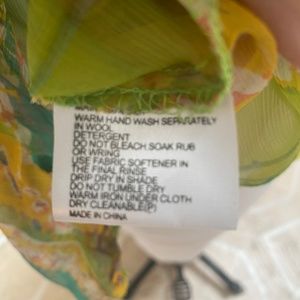 WARM HAND WASH SEPARATELY
IN WOOL
DETERGENT
DO NOT BLEACH SOAK RUB
OR WRING
USE FABRIC SOFTENER IN
THE FINAL RINSE
DRIP DRY IN SHADE
DO NOT TUMBLE DRY
WARM IRON UNDER CLOTH
DRY CLEANABLE(P)
MADE IN CHINA